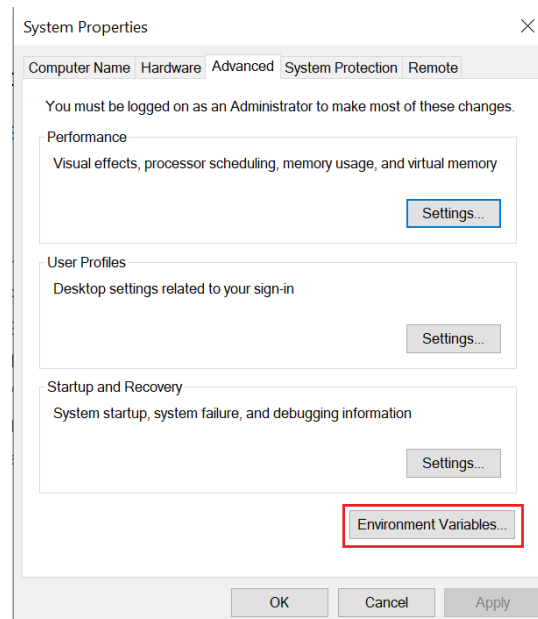 System Properties
Computer Name Hardware Advanced System Protection Remote
You must be logged on as an Administrator to make most of these changes.
Performance
Visual effects, processor scheduling, memory usage, and virtual memory
Settings...
User Profiles
Desktop settings related to your sign-in
Settings...
Startup and Recovery
System startup, system failure, and debugging information
Settings...
Environment Variables...
OK Cancel Apply